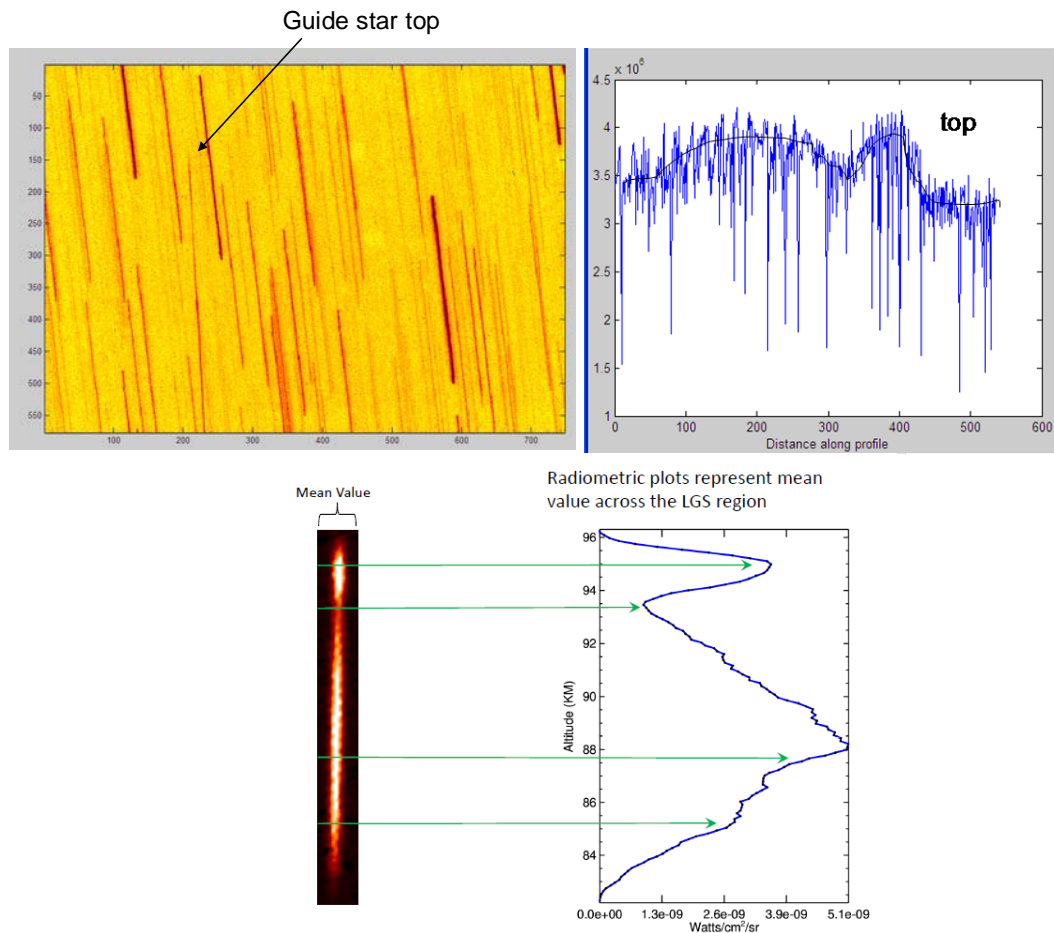 Guide star top
50
100
150
200
250
300
350
400
450
500
550
100
200
300
400
500
600
700
4.5 × 10⁶
4
3.5
3
2.5
2
1.5
1
top
0
100
200
300
400
500
600
Distance along profile
Mean Value
Radiometric plots represent mean
value across the LGS region
96
94
92
90
88
86
84
Altitude (KM)
0.0e+00
1.3e-09
2.6e-09
3.9e-09
5.1e-09
Watts/cm²/sr